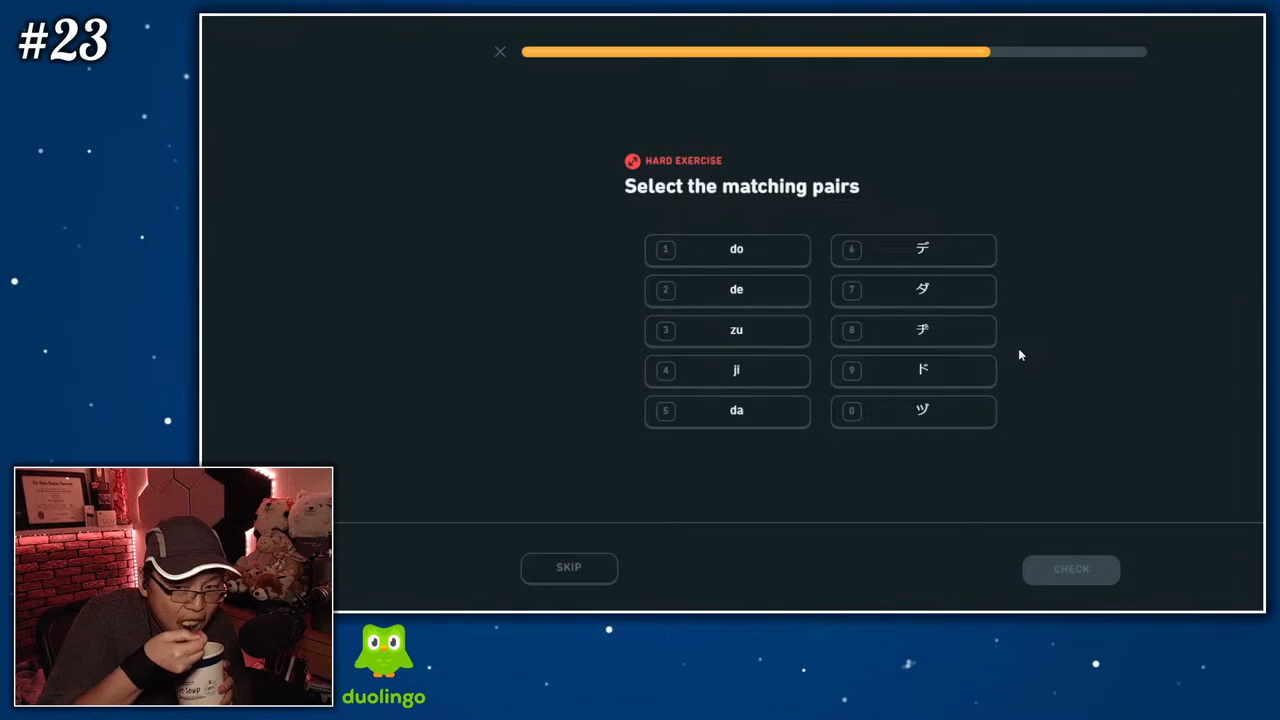 #23
HARD EXERCISE
Select the matching pairs
1 do
6 デ
2 de
7 ダ
3 zu
8 ヂ
4 ji
9 ド
5 da
0 ヅ
SKIP
CHECK
duolingo